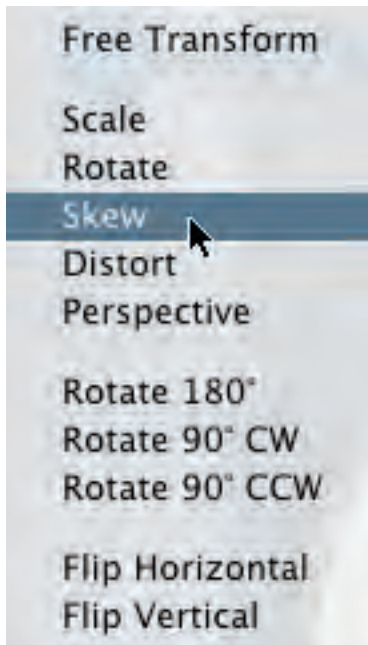 Free Transform
Scale
Rotate
Skew
Distort
Perspective
Rotate 180°
Rotate 90° CW
Rotate 90° CCW
Flip Horizontal
Flip Vertical